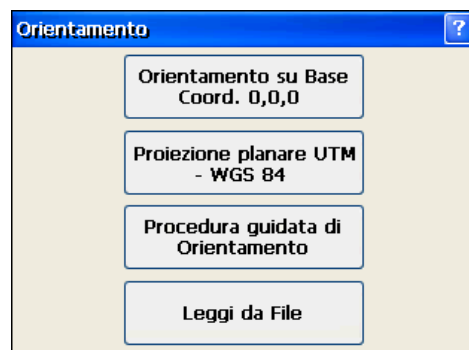 Orientamento
?
Orientamento su Base
Coord. 0,0,0
Proiezione planare UTM
- WGS 84
Procedura guidata di
Orientamento
Leggi da File